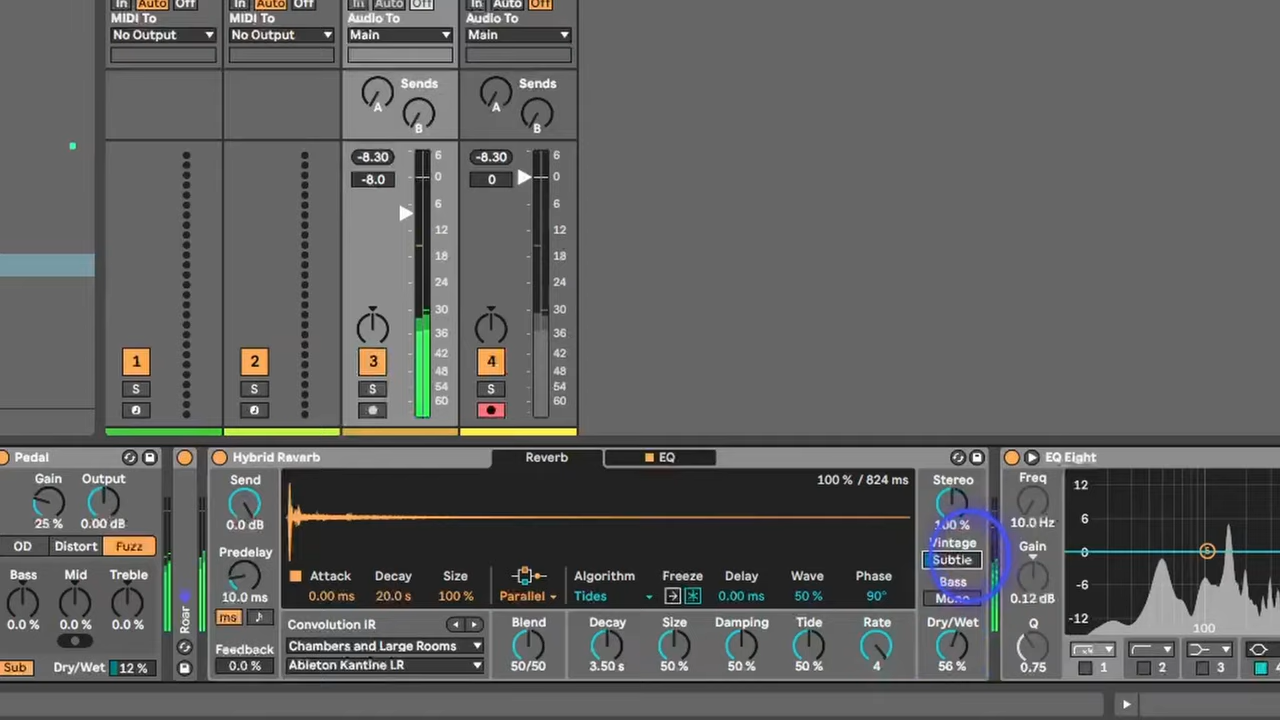 In Auto Off In Auto Off In Auto Off In Auto Off
MIDI To MIDI To Audio To Audio To
No Output No Output Main Main
Sends Sends
A A
B B
-8.30 6 -8.30 6
-8.0 0 0 0
6 6
12 12
18 18
24 24
30 30
36 36
1 2 3 42 4 42
48 48
S S S 54 S 54
60 60
Pedal Hybrid Reverb Reverb EQ EQ Eight
Gain Output Send 100 % / 824 ms Stereo Freq 12
25 % 0.00 dB 0.0 dB 100 % 10.0 Hz 6
OD Distort Fuzz Predelay Vintage Gain 0
Bass Mid Treble Attack Decay Size Algorithm Freeze Delay Wave Phase Subtle -6
10.0 ms 0.00 ms 20.0 s 100 % Parallel Tides 0.00 ms 50 % 90° Bass 0.12 dB
0.0 % 0.0 % 0.0 % ms Mono -12
Roar Convolution IR Blend Decay Size Damping Tide Rate Dry/Wet Q 100
Feedback Chambers and Large Rooms
Sub Dry/Wet 12 % 0.0 % Ableton Kantine LR 50/50 3.50 s 50 % 50 % 50 % 4 56 % 0.75 1 2 3 4